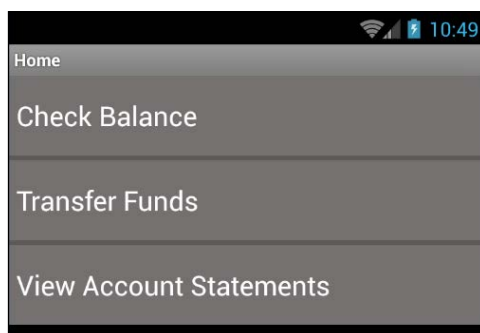 10:49
Home
Check Balance
Transfer Funds
View Account Statements